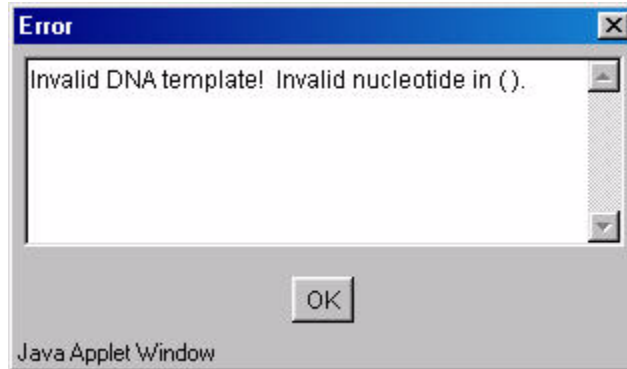 Error
Invalid DNA template!  Invalid nucleotide in ( ).
OK
Java Applet Window